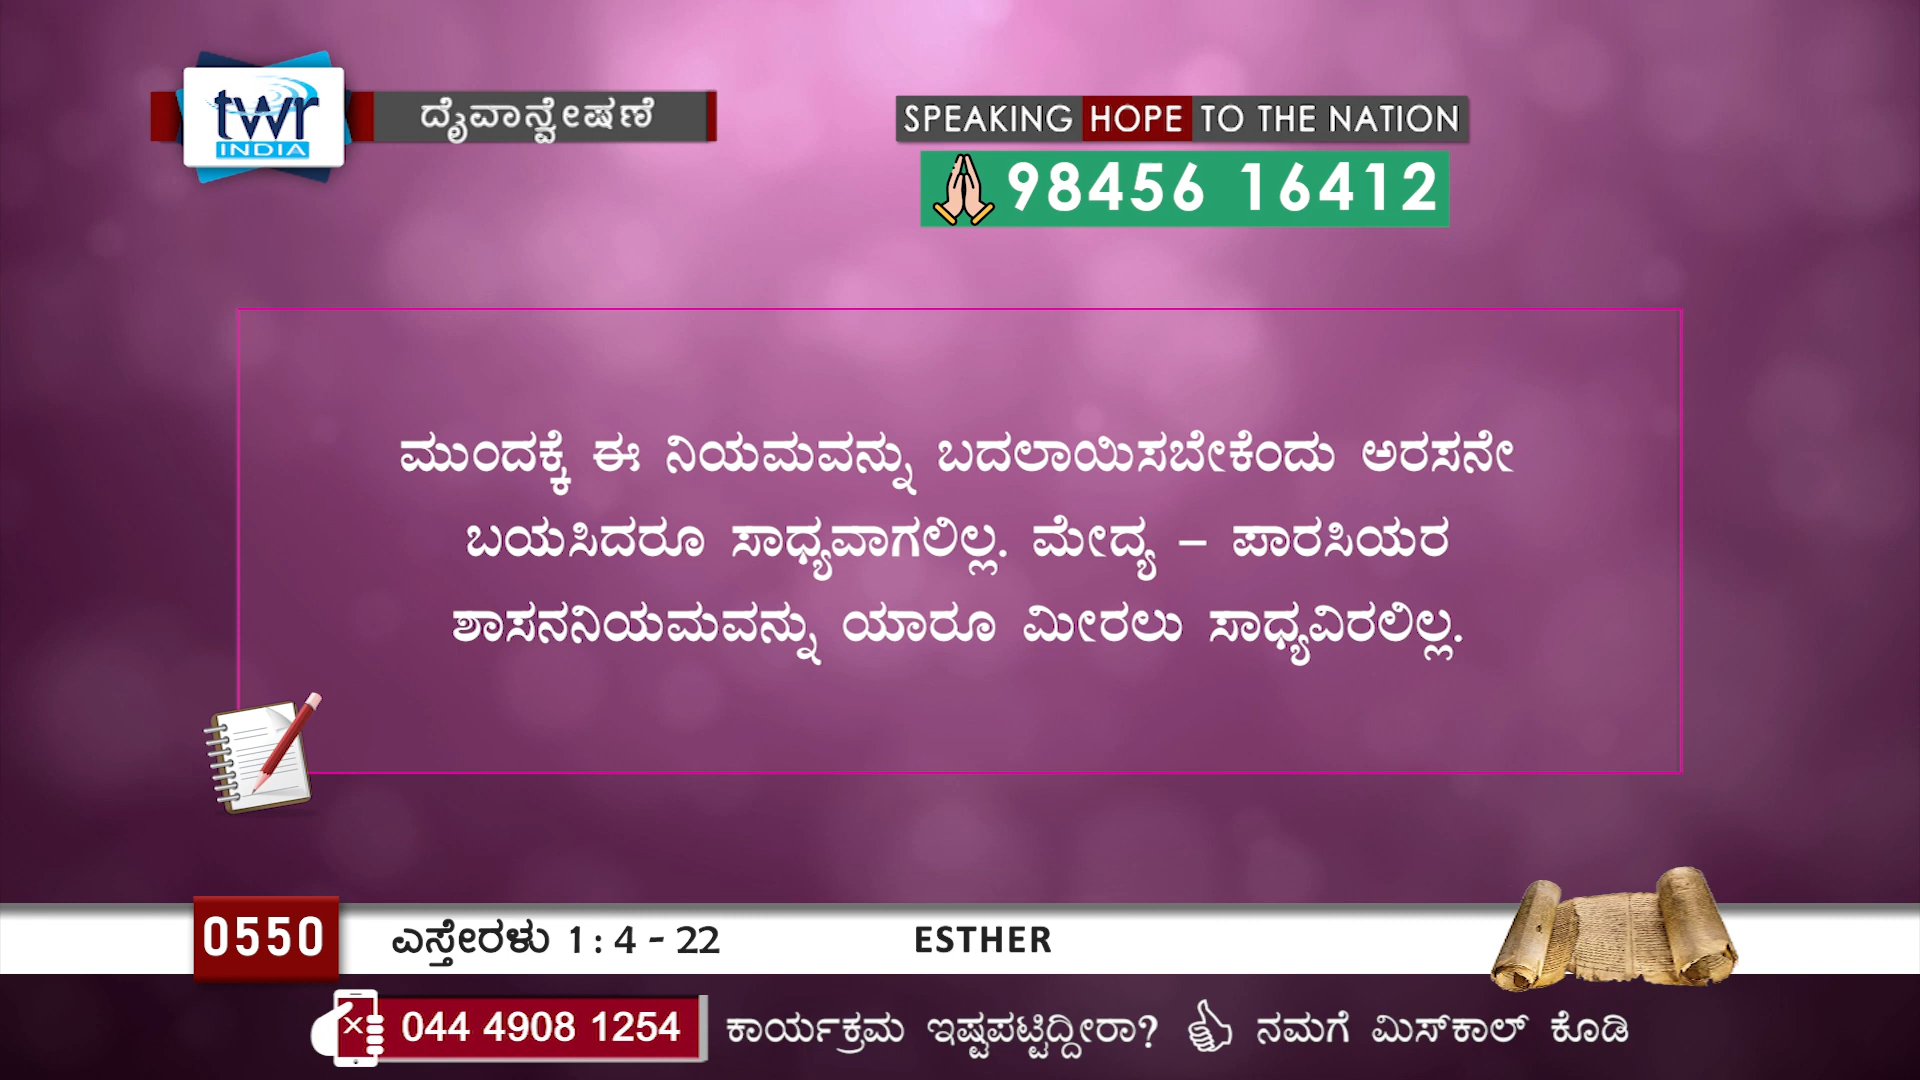 twr
INDIA
ದೈವಾನ್ವೇಷಣೆ
SPEAKING HOPE TO THE NATION
98456 16412
ಮುಂದಕ್ಕೆ ಈ ನಿಯಮವನ್ನು ಬದಲಾಯಿಸಬೇಕೆಂದು ಅರಸನೇ
ಬಯಸಿದರೂ ಸಾಧ್ಯವಾಗಲಿಲ್ಲ. ಮೇದ್ಯ – ಪಾರಸಿಯರ
ಶಾಸನನಿಯಮವನ್ನು ಯಾರೂ ಮೀರಲು ಸಾಧ್ಯವಿರಲಿಲ್ಲ.
0550 ಎಸ್ತೇರಳು 1 : 4 - 22 ESTHER
044 4908 1254 ಕಾರ್ಯಕ್ರಮ ಇಷ್ಟಪಟ್ಟಿದ್ದೀರಾ? ನಮಗೆ ಮಿಸ್‌ಕಾಲ್ ಕೊಡಿ